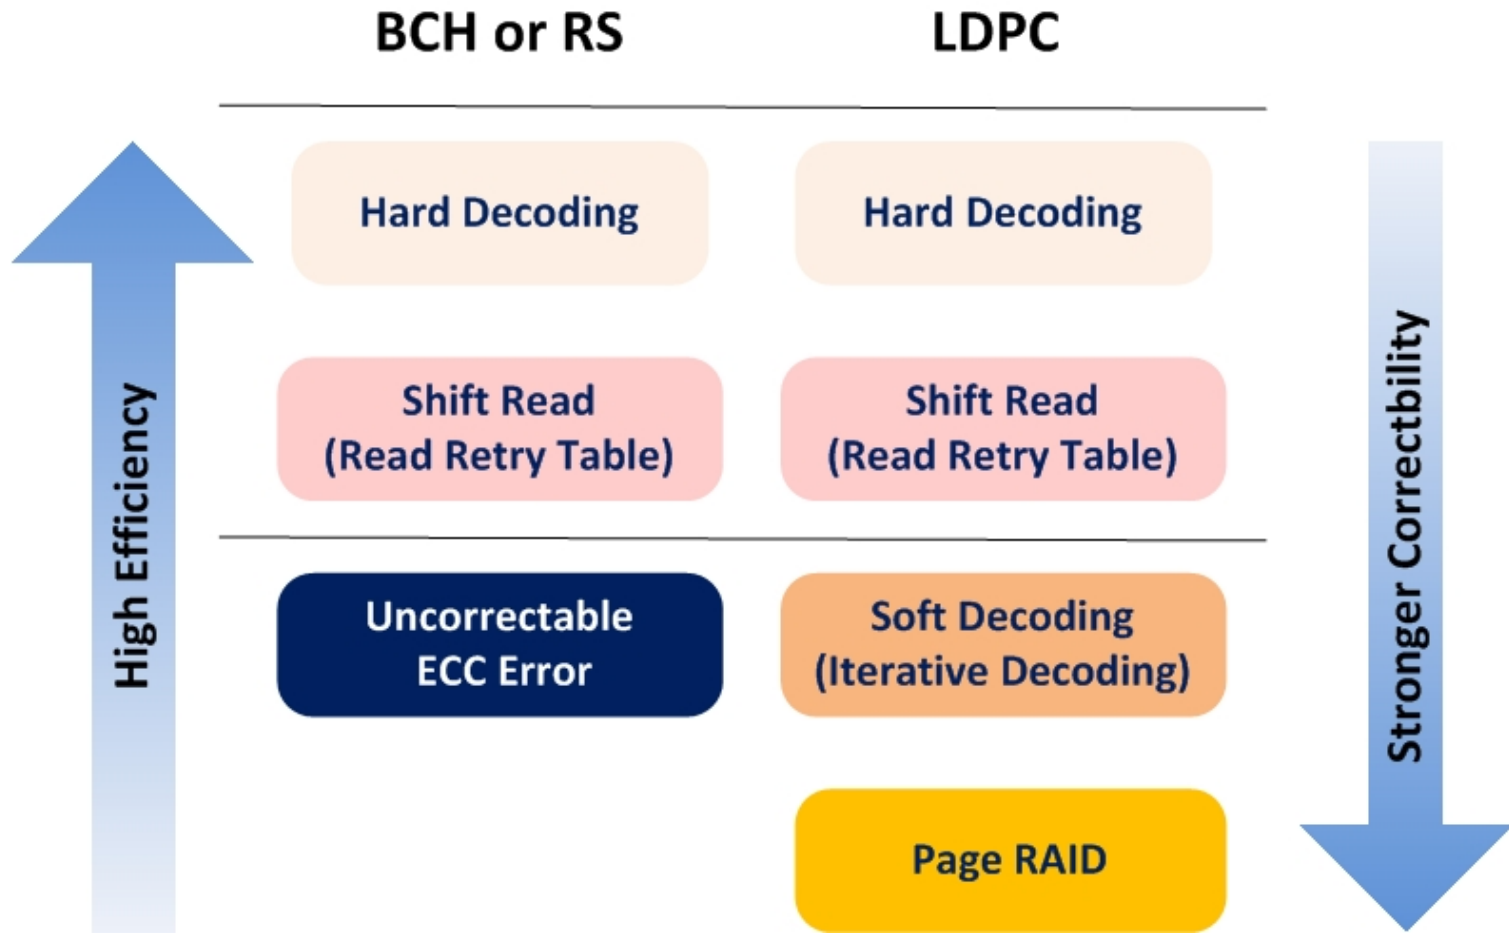 BCH or RS
LDPC
Hard Decoding
Hard Decoding
Shift Read
(Read Retry Table)
Shift Read
(Read Retry Table)
Uncorrectable
ECC Error
Soft Decoding
(Iterative Decoding)
Page RAID
High Efficiency
Stronger Correctbility